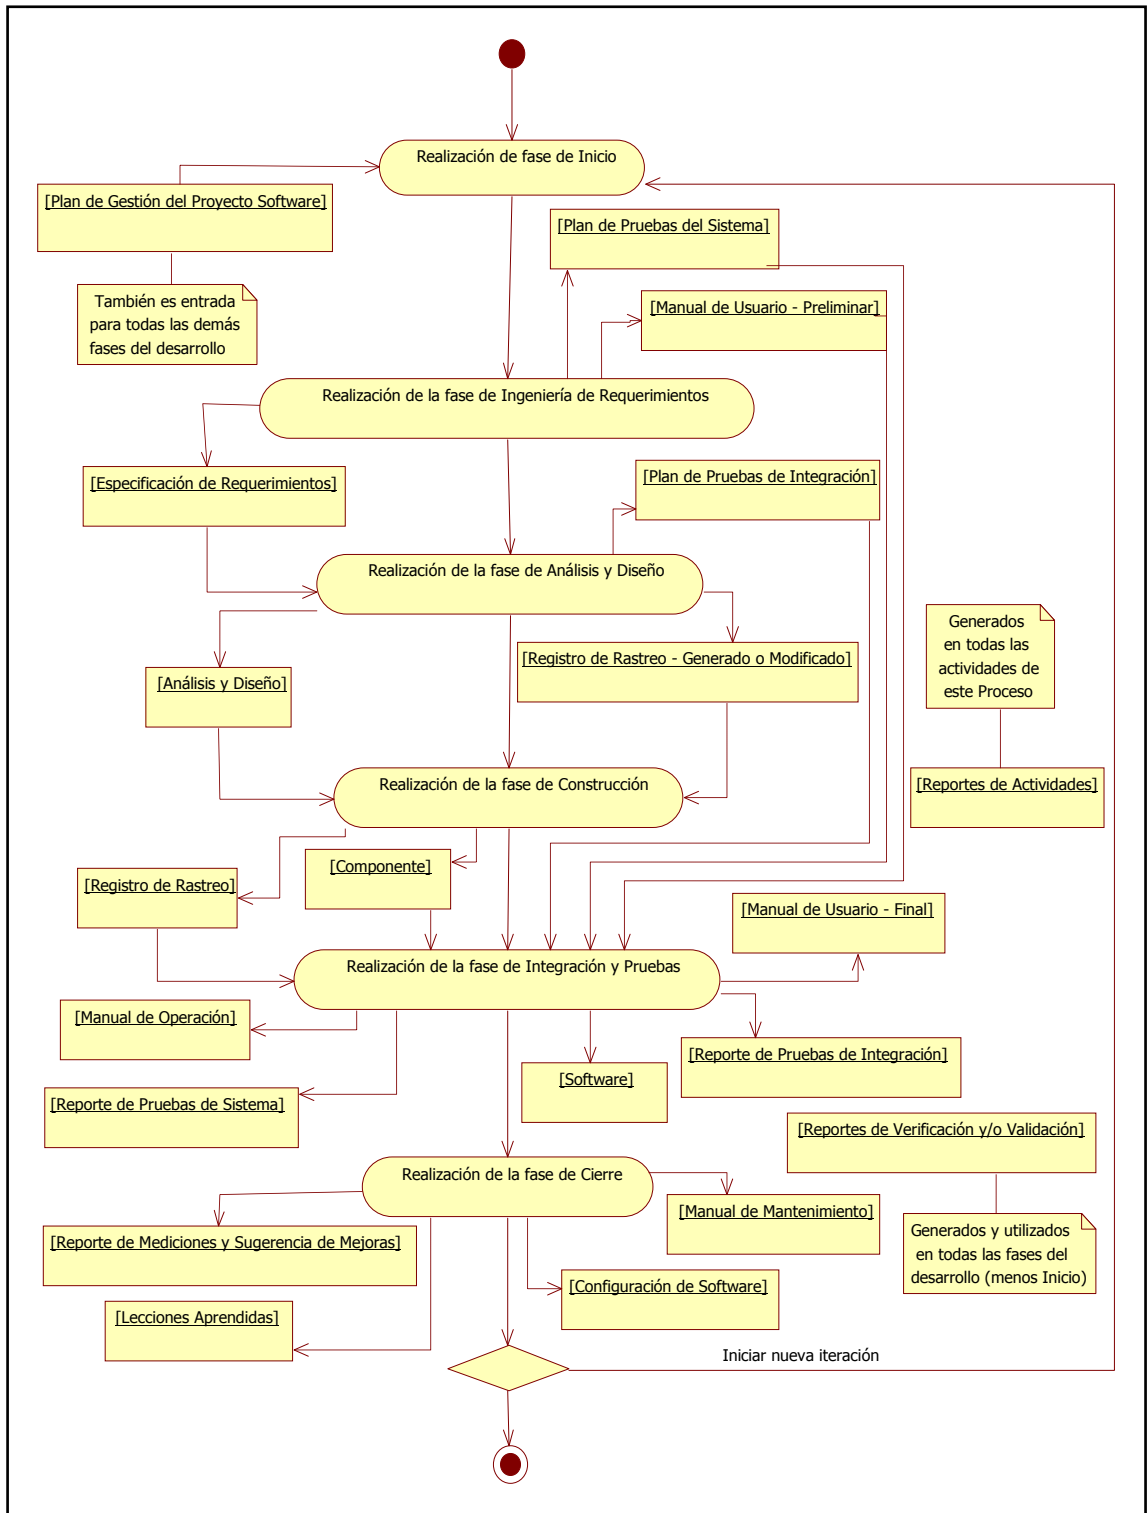 Realización de fase de Inicio
[Plan de Gestión del Proyecto Software]
[Plan de Pruebas del Sistema]
También es entrada
para todas las demás
fases del desarrollo
[Manual de Usuario - Preliminar]
Realización de la fase de Ingeniería de Requerimientos
[Especificación de Requerimientos]
[Plan de Pruebas de Integración]
Realización de la fase de Análisis y Diseño
Generados
en todas las
actividades de
este Proceso
[Registro de Rastreo - Generado o Modificado]
[Análisis y Diseño]
Realización de la fase de Construcción
[Reportes de Actividades]
[Componente]
[Registro de Rastreo]
[Manual de Usuario - Final]
Realización de la fase de Integración y Pruebas
[Manual de Operación]
[Reporte de Pruebas de Integración]
[Software]
[Reporte de Pruebas de Sistema]
[Reportes de Verificación y/o Validación]
Realización de la fase de Cierre
[Manual de Mantenimiento]
Generados y utilizados
en todas las fases del
desarrollo (menos Inicio)
[Reporte de Mediciones y Sugerencia de Mejoras]
[Configuración de Software]
[Lecciones Aprendidas]
Iniciar nueva iteración